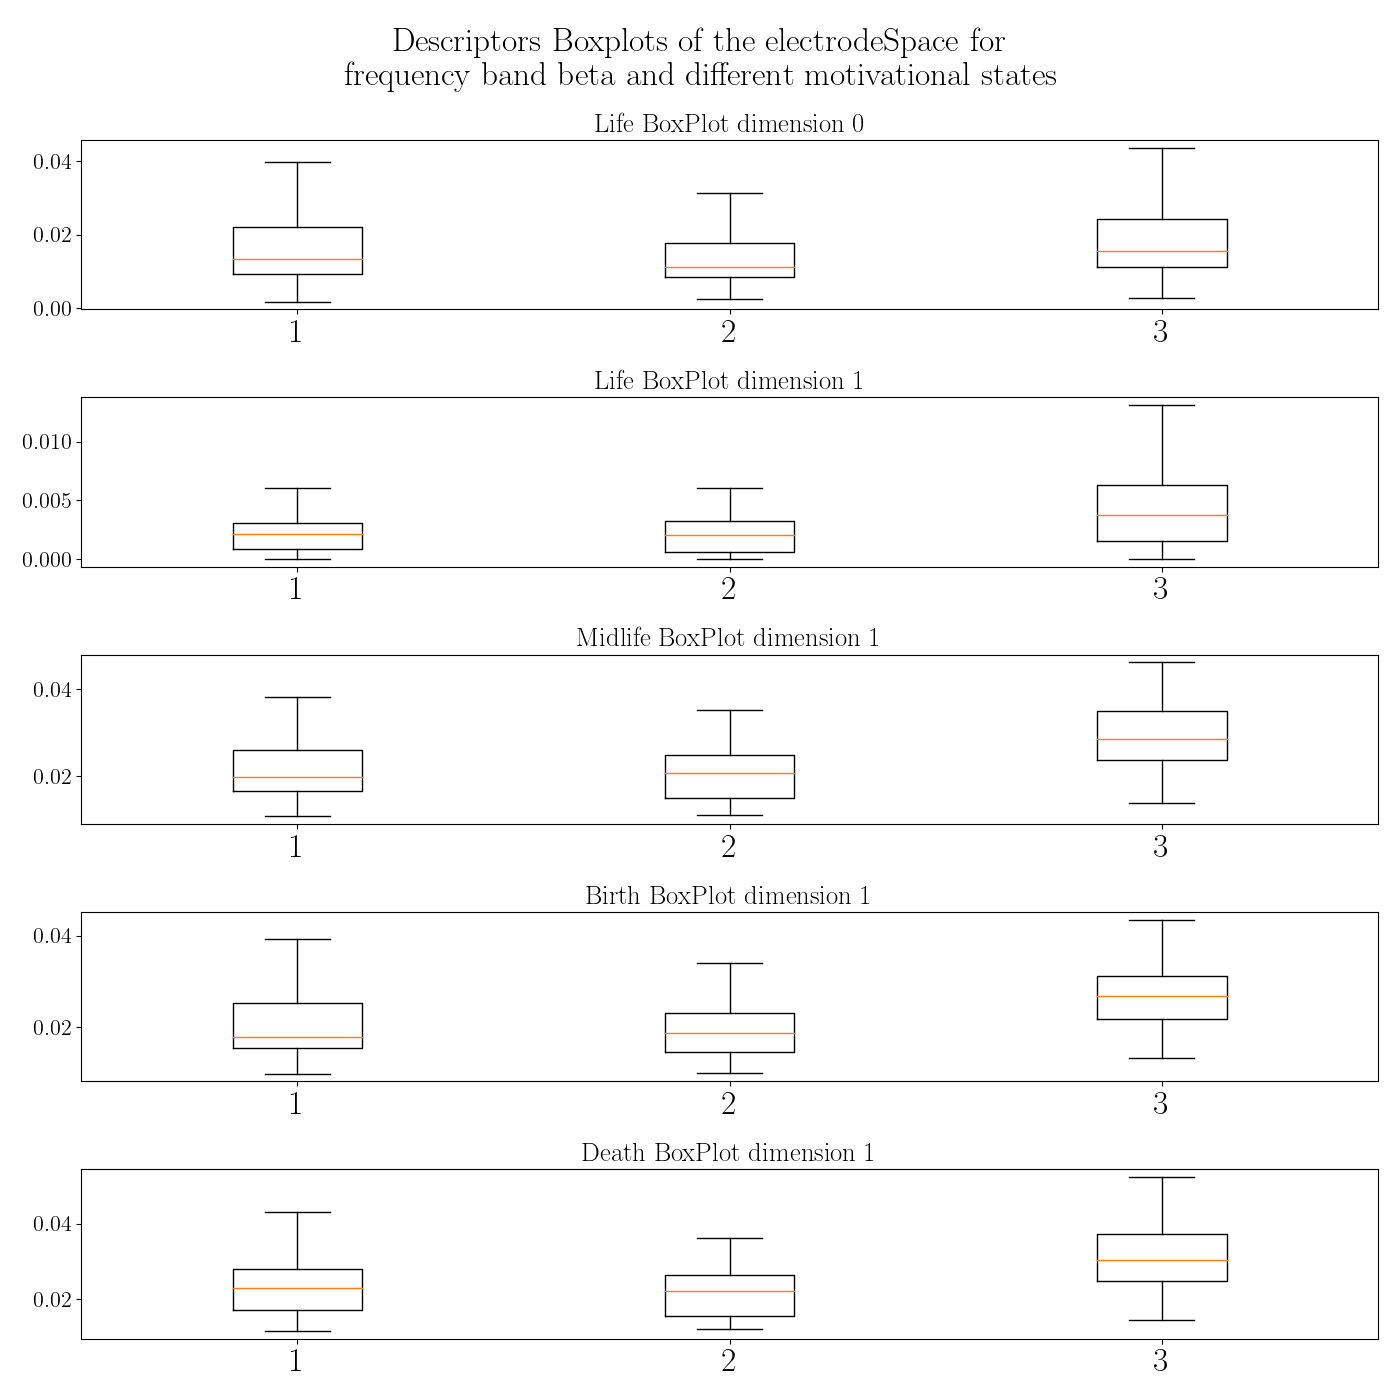 Descriptors Boxplots of the electrodeSpace for
frequency band beta and different motivational states
Life BoxPlot dimension 0
0.04
0.02
0.00
1 2 3
Life BoxPlot dimension 1
0.010
0.005
0.000
1 2 3
Midlife BoxPlot dimension 1
0.04
0.02
1 2 3
Birth BoxPlot dimension 1
0.04
0.02
1 2 3
Death BoxPlot dimension 1
0.04
0.02
1 2 3